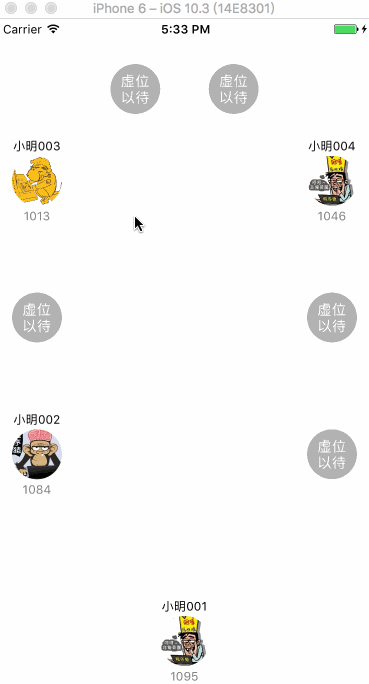 iPhone 6 – iOS 10.3 (14E8301)
Carrier 5:33 PM
虚位
以待
虚位
以待
小明003
小明004
1013
1046
虚位
以待
虚位
以待
小明002
1084
虚位
以待
小明001
1095